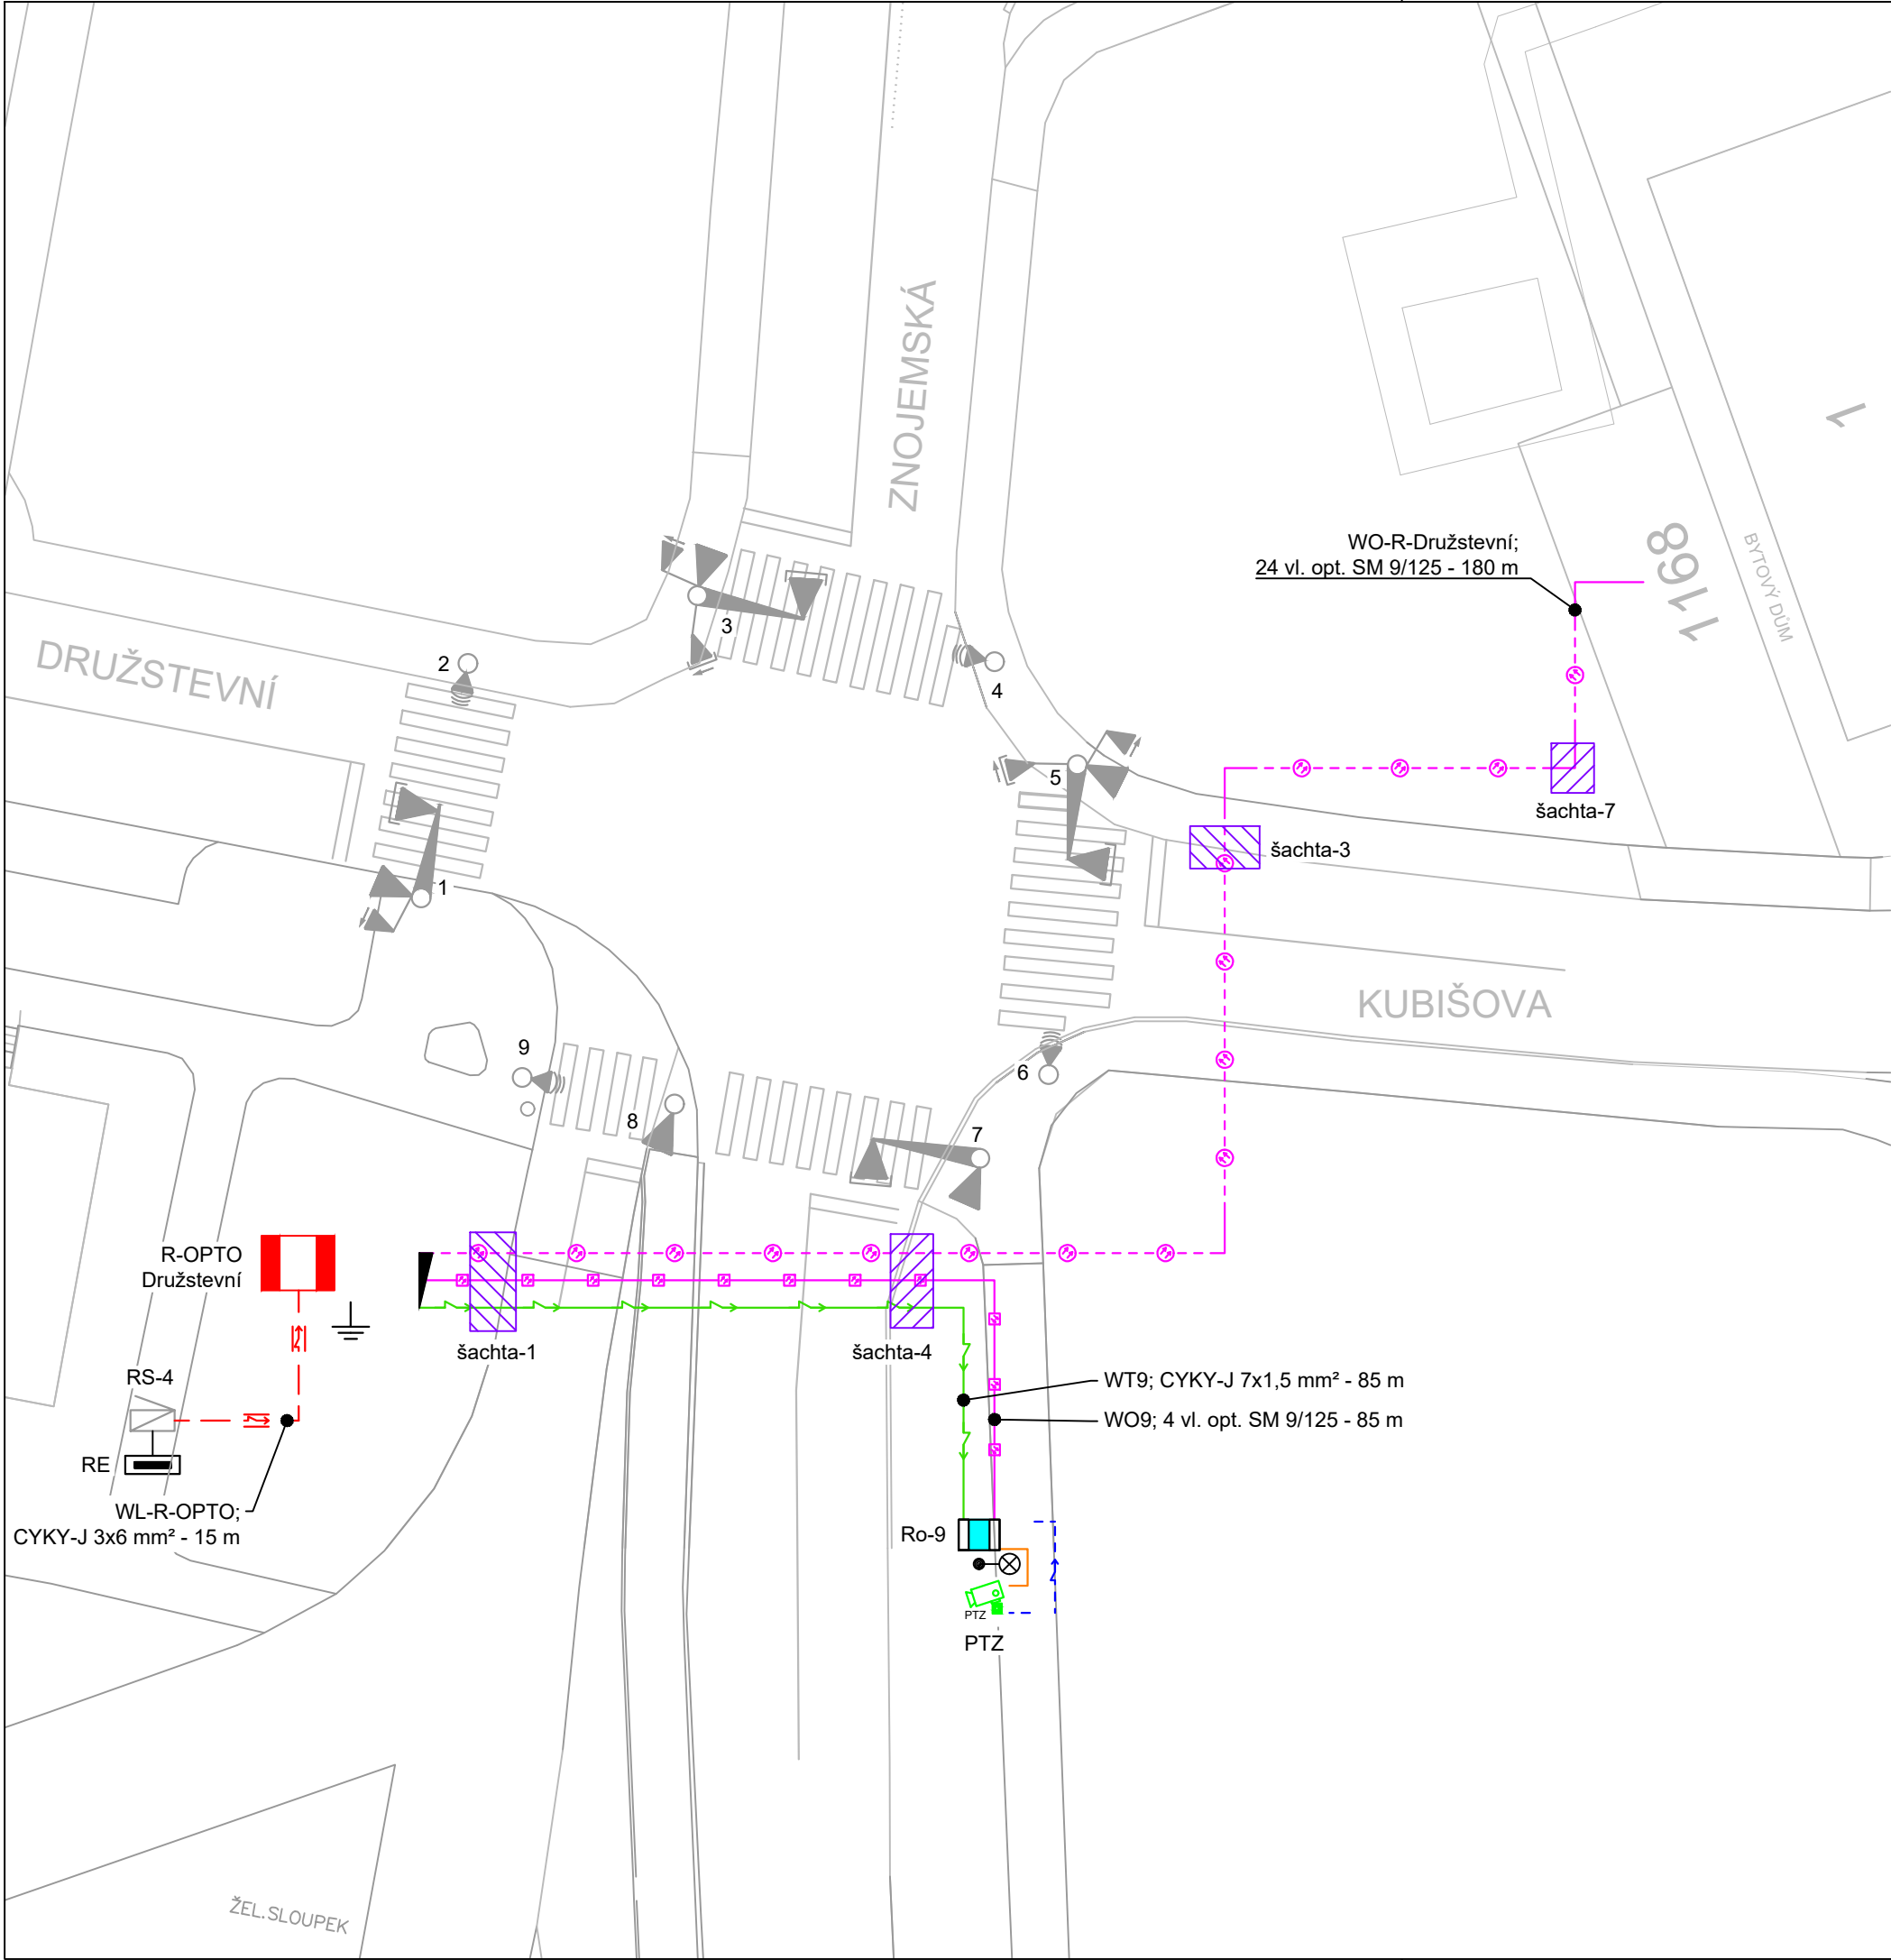 ZNOJEMSKÁ
WO-R-Družstevní;
24 vl. opt. SM 9/125 - 180 m
1
1168
BYTOVÝ DŮM
DRUŽSTEVNÍ
2
3
4
5
šachta-7
šachta-3
1
KUBIŠOVA
9
8
6
7
R-OPTO
Družstevní
šachta-1
šachta-4
RS-4
WT9; CYKY-J 7x1,5 mm² - 85 m
WO9; 4 vl. opt. SM 9/125 - 85 m
RE
WL-R-OPTO;
CYKY-J 3x6 mm² - 15 m
Ro-9
PTZ
PTZ
ŽEL.SLOUPEK